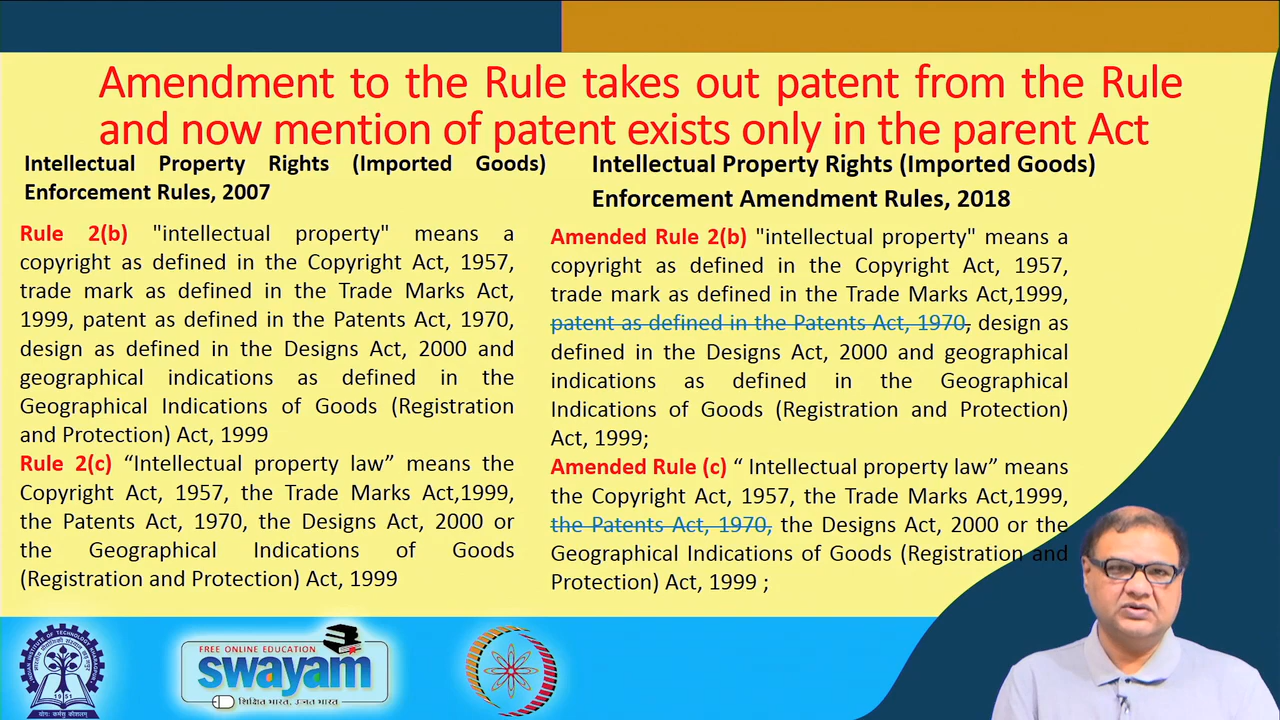 Amendment to the Rule takes out patent from the Rule
and now mention of patent exists only in the parent Act
Intellectual Property Rights (Imported Goods)
Enforcement Rules, 2007
Rule 2(b) "intellectual property" means a
copyright as defined in the Copyright Act, 1957,
trade mark as defined in the Trade Marks Act,
1999, patent as defined in the Patents Act, 1970,
design as defined in the Designs Act, 2000 and
geographical indications as defined in the
Geographical Indications of Goods (Registration
and Protection) Act, 1999
Rule 2(c) “Intellectual property law” means the
Copyright Act, 1957, the Trade Marks Act,1999,
the Patents Act, 1970, the Designs Act, 2000 or
the Geographical Indications of Goods
(Registration and Protection) Act, 1999
Intellectual Property Rights (Imported Goods)
Enforcement Amendment Rules, 2018
Amended Rule 2(b) "intellectual property" means a
copyright as defined in the Copyright Act, 1957,
trade mark as defined in the Trade Marks Act,1999,
patent as defined in the Patents Act, 1970, design as
defined in the Designs Act, 2000 and geographical
indications as defined in the Geographical
Indications of Goods (Registration and Protection)
Act, 1999;
Amended Rule (c) “ Intellectual property law” means
the Copyright Act, 1957, the Trade Marks Act,1999,
the Patents Act, 1970, the Designs Act, 2000 or the
Geographical Indications of Goods (Registration and
Protection) Act, 1999 ;
FREE ONLINE EDUCATION
swayam
शिक्षित भारत, उन्नत भारत
1951